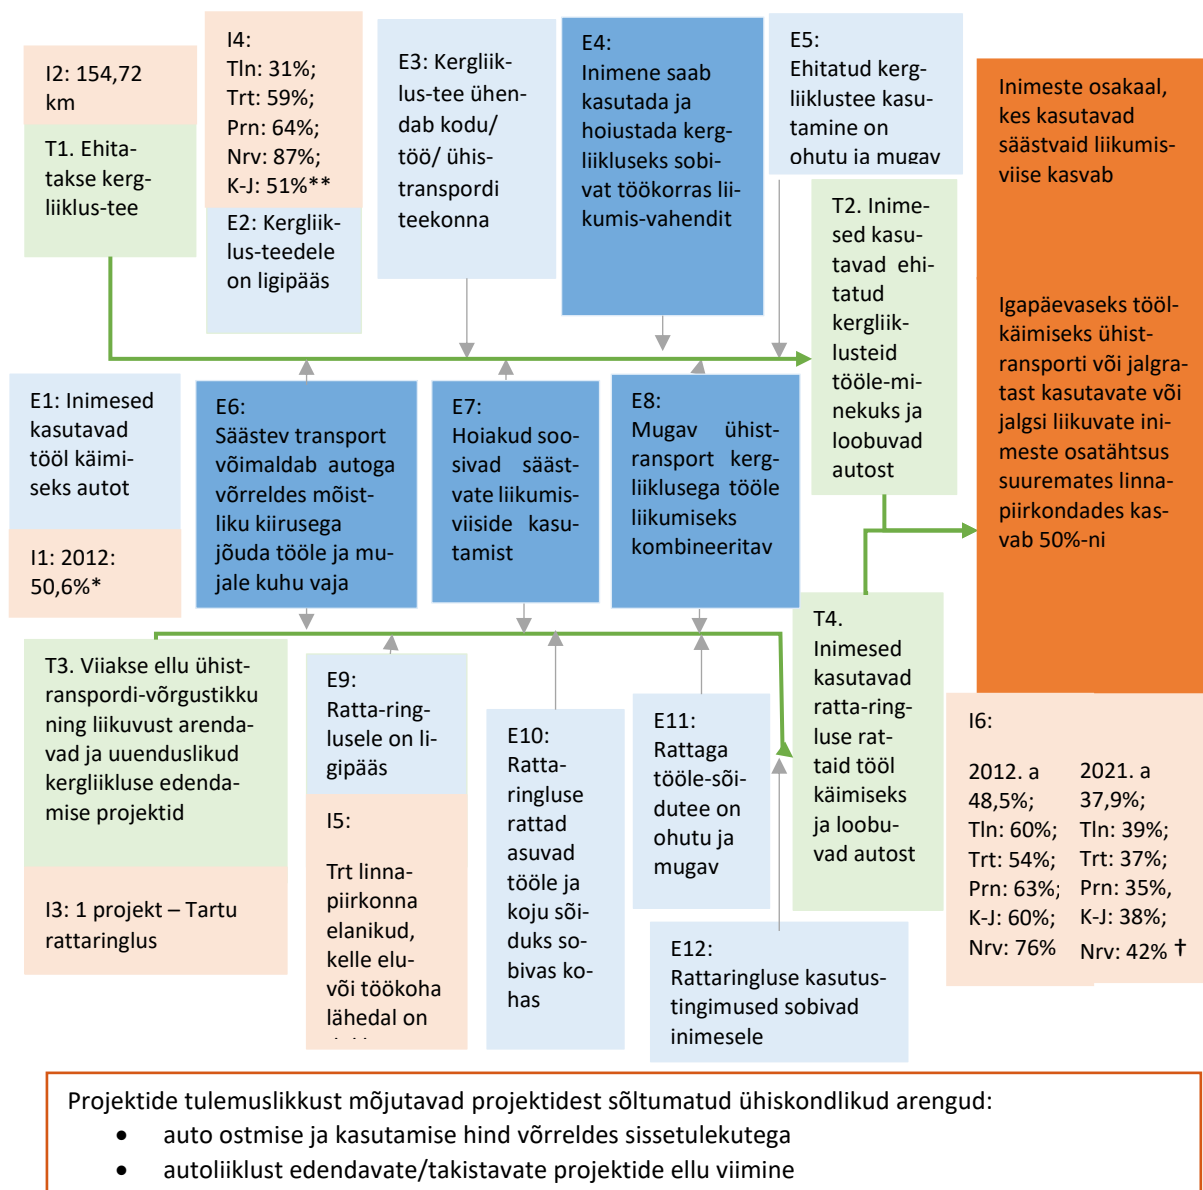 I2: 154,72
km
T1. Ehita-
takse kerg-
liiklus-tee
I4:
Tln: 31%;
Trt: 59%;
Prn: 64%;
Nrv: 87%;
K-J: 51%**
E2: Kergliik-
lus-teedele
on ligipääs
E3: Kergliik-
lus-tee ühen-
dab kodu/
töö/ ühis-
transpordi
teekonna
E4:
Inimene saab
kasutada ja
hoiustada kerg-
liikluseks sobi-
vat töökorras lii-
kumis-vahendit
E5:
Ehitatud kerg-
liiklustee kasu-
tamine on
ohutu ja mugav
T2. Inime-
sed kasu-
tavad ehi-
tatud
kergliik-
lusteid
tööle-mi-
nekuks ja
loobuvad
autost
Inimeste osakaal,
kes kasutavad
säästvaid liikumis-
viise kasvab
Igapäevaseks tööl-
käimiseks ühist-
ransporti või jalgra-
tast kasutavate või
jalgsi liikuvate ini-
meste osatähtsus
suuremates linna-
piirkondades kas-
vab 50%-ni
E1: Inimesed
kasutavad
tööl käimi-
seks autot
I1: 2012:
50,6%*
E6:
Säästev transport
võimaldab autoga
võrreldes mõist-
liku kiirusega
jõuda tööle ja mu-
jale kuhu vaja
E7:
Hoiakud soo-
sivad sääst-
vate liikumis-
viiside kasu-
tamist
E8:
Mugav ühist-
ransport kerg-
liiklusega tööle
liikumiseks
kombineeritav
T3. Viiakse ellu ühist-
ranspordi-võrgustikku
ning liikuvust arenda-
vad ja uuenduslikud
kergliikluse edenda-
mise projektid
I3: 1 projekt – Tartu
rattaringlus
E9:
Ratta-ring-
lusele on li-
gipääs
I5:
Trt linna-
piirkonna
elanikud,
kelle elu-
või töökoha
lähedal on
E10:
Ratta-
ringluse
rattad
asuvad
tööle ja
koju sõi-
duks so-
bivas ko-
has
E11:
Rattaga
tööle-sõi-
dutee on
ohutu ja
mugav
E12:
Rattaringluse kasutus-
tingimused sobivad
inimesele
T4.
Inimesed
kasutavad
ratta-ring-
luse rat-
taid tööl
käimiseks
ja loobu-
vad autost
I6:
2012. a
48,5%;
Tln: 60%;
Trt: 54%;
Prn: 63%;
K-J: 60%;
Nrv: 76%
2021. a
37,9%;
Tln: 39%;
Trt: 37%;
Prn: 35%,
K-J: 38%;
Nrv: 42% †
Projektide tulemuslikkust mõjutavad projektidest sõltumatud ühiskondlikud arengud:
• auto ostmise ja kasutamise hind võrreldes sissetulekutega
• autoliiklust edendavate/takistavate projektide ellu viimine